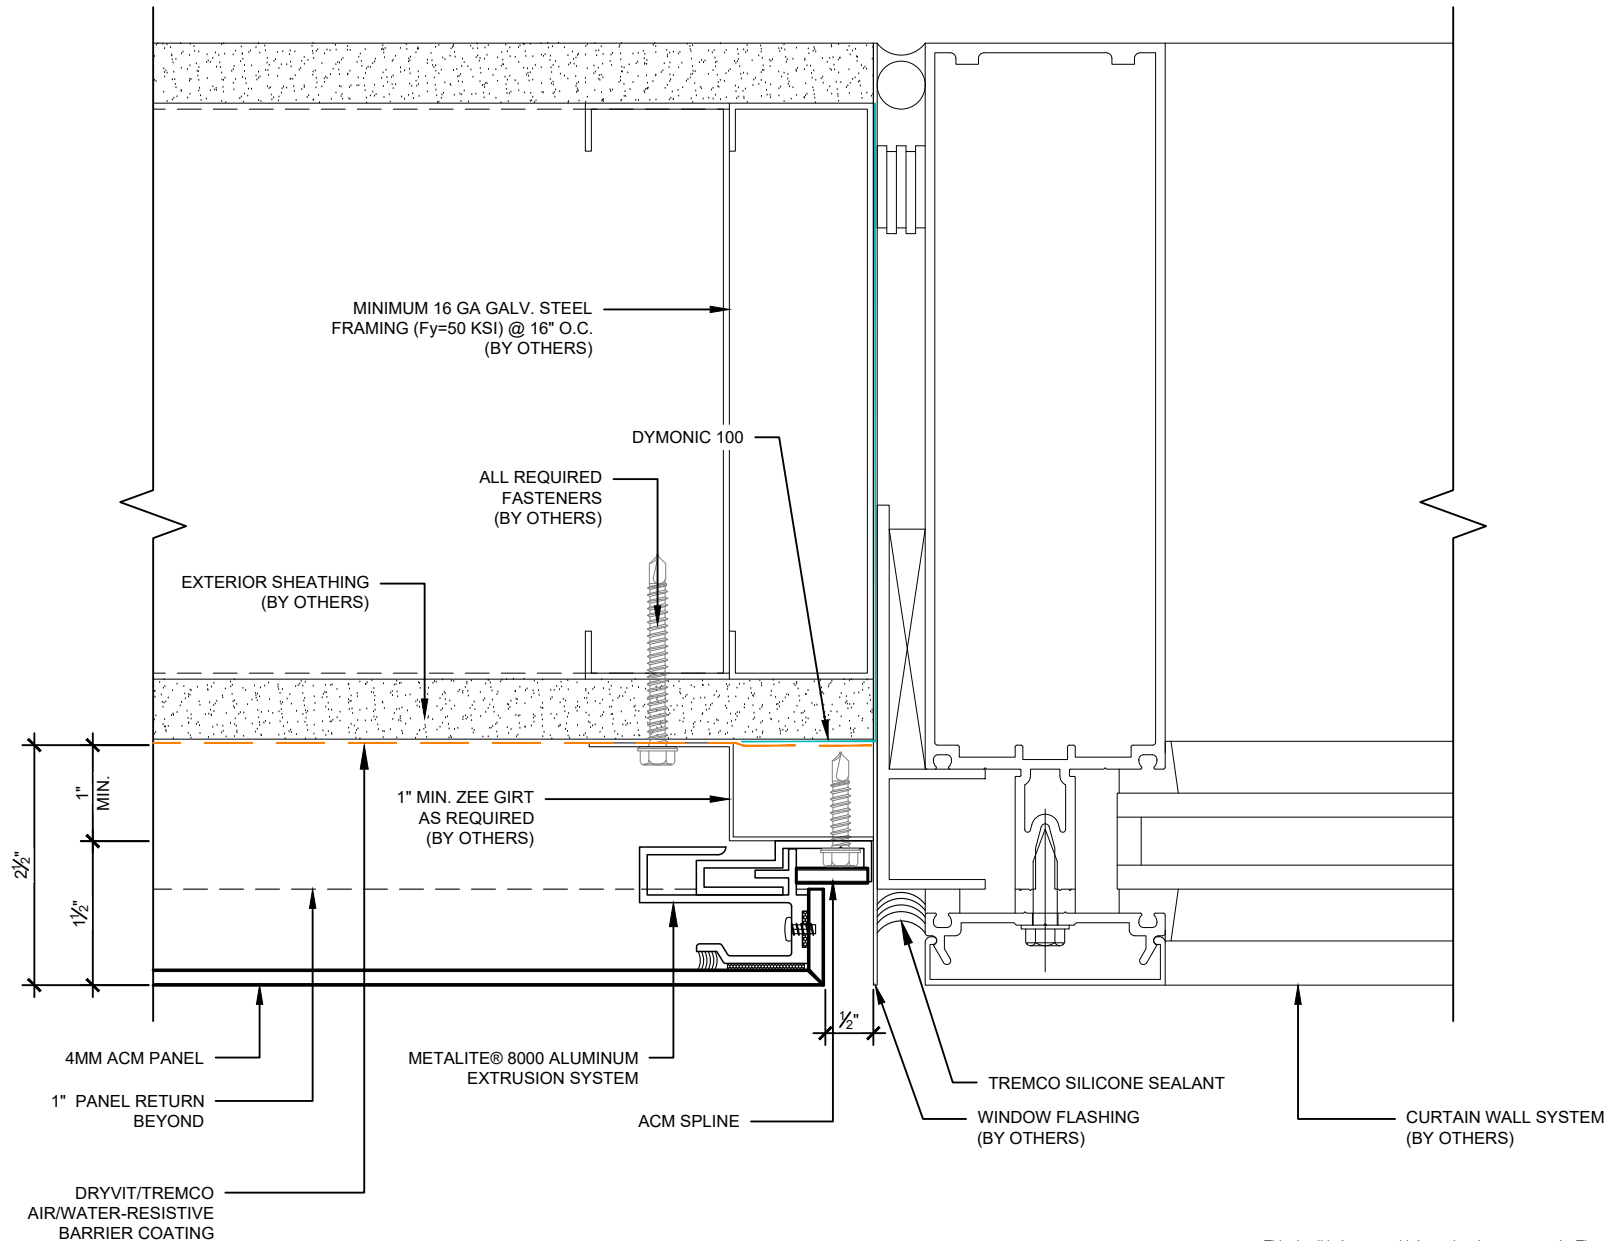 MINIMUM 16 GA GALV. STEEL
FRAMING (Fy=50 KSI) @ 16" O.C.
(BY OTHERS)
DYMONIC 100
ALL REQUIRED
FASTENERS
(BY OTHERS)
EXTERIOR SHEATHING
(BY OTHERS)
1"
MIN.
2½"
1½"
1" MIN. ZEE GIRT
AS REQUIRED
(BY OTHERS)
½"
4MM ACM PANEL
METALITE® 8000 ALUMINUM
EXTRUSION SYSTEM
1" PANEL RETURN
BEYOND
ACM SPLINE
TREMCO SILICONE SEALANT
WINDOW FLASHING
(BY OTHERS)
CURTAIN WALL SYSTEM
(BY OTHERS)
DRYVIT/TREMCO
AIR/WATER-RESISTIVE
BARRIER COATING